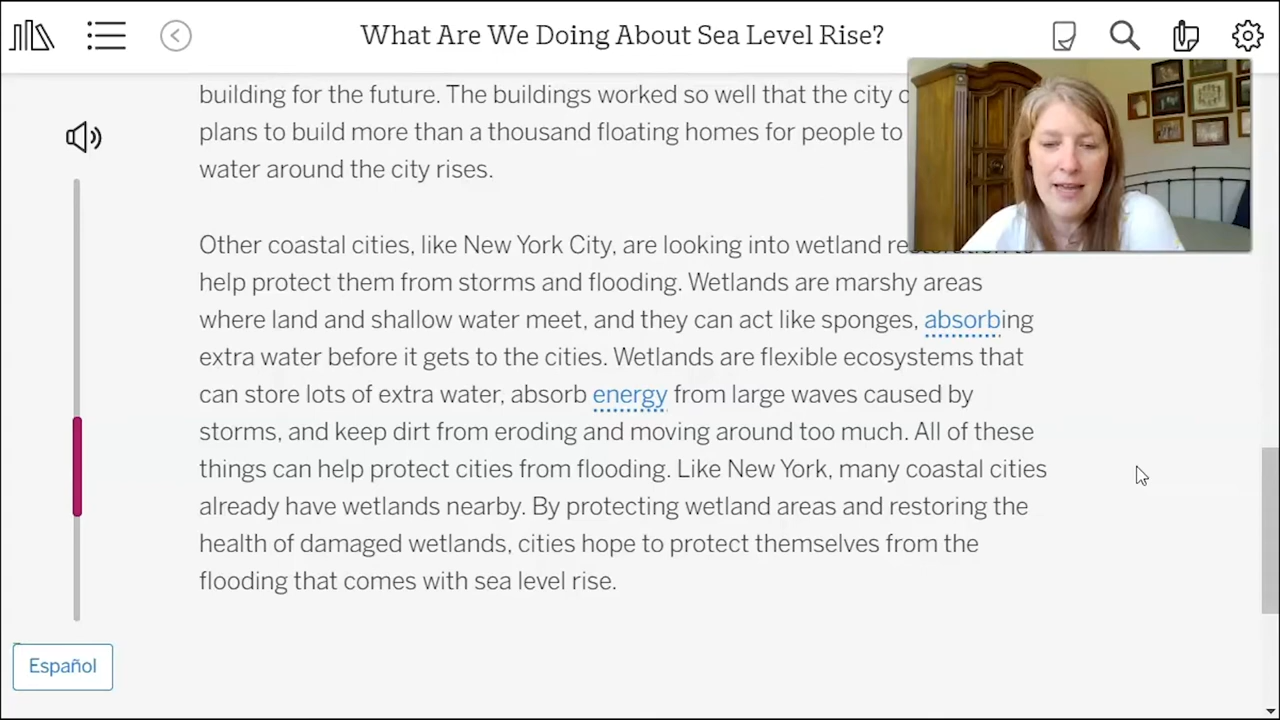 What Are We Doing About Sea Level Rise?
building for the future. The buildings worked so well that the city
plans to build more than a thousand floating homes for people to
water around the city rises.
Other coastal cities, like New York City, are looking into wetland
help protect them from storms and flooding. Wetlands are marshy areas
where land and shallow water meet, and they can act like sponges, absorbing
extra water before it gets to the cities. Wetlands are flexible ecosystems that
can store lots of extra water, absorb energy from large waves caused by
storms, and keep dirt from eroding and moving around too much. All of these
things can help protect cities from flooding. Like New York, many coastal cities
already have wetlands nearby. By protecting wetland areas and restoring the
health of damaged wetlands, cities hope to protect themselves from the
flooding that comes with sea level rise.
Español